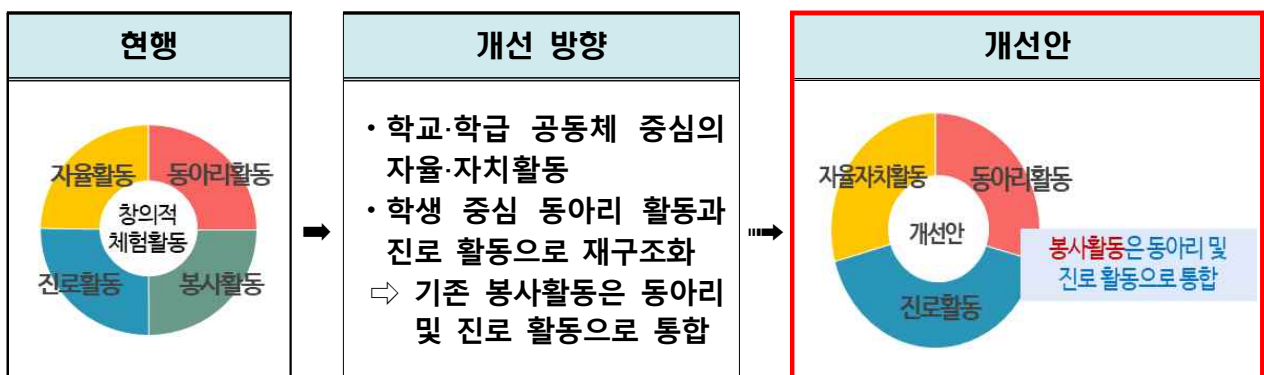 현행
자율활동
동아리활동
창의적
체험활동
진로활동
봉사활동
➡
개선 방향
· 학교·학급 공동체 중심의
자율·자치활동
· 학생 중심 동아리 활동과
진로 활동으로 재구조화
⇨ 기존 봉사활동은 동아리
및 진로 활동으로 통합
개선안
자율자치활동
동아리활동
개선안
봉사활동은 동아리 및
진로 활동으로 통합
진로활동